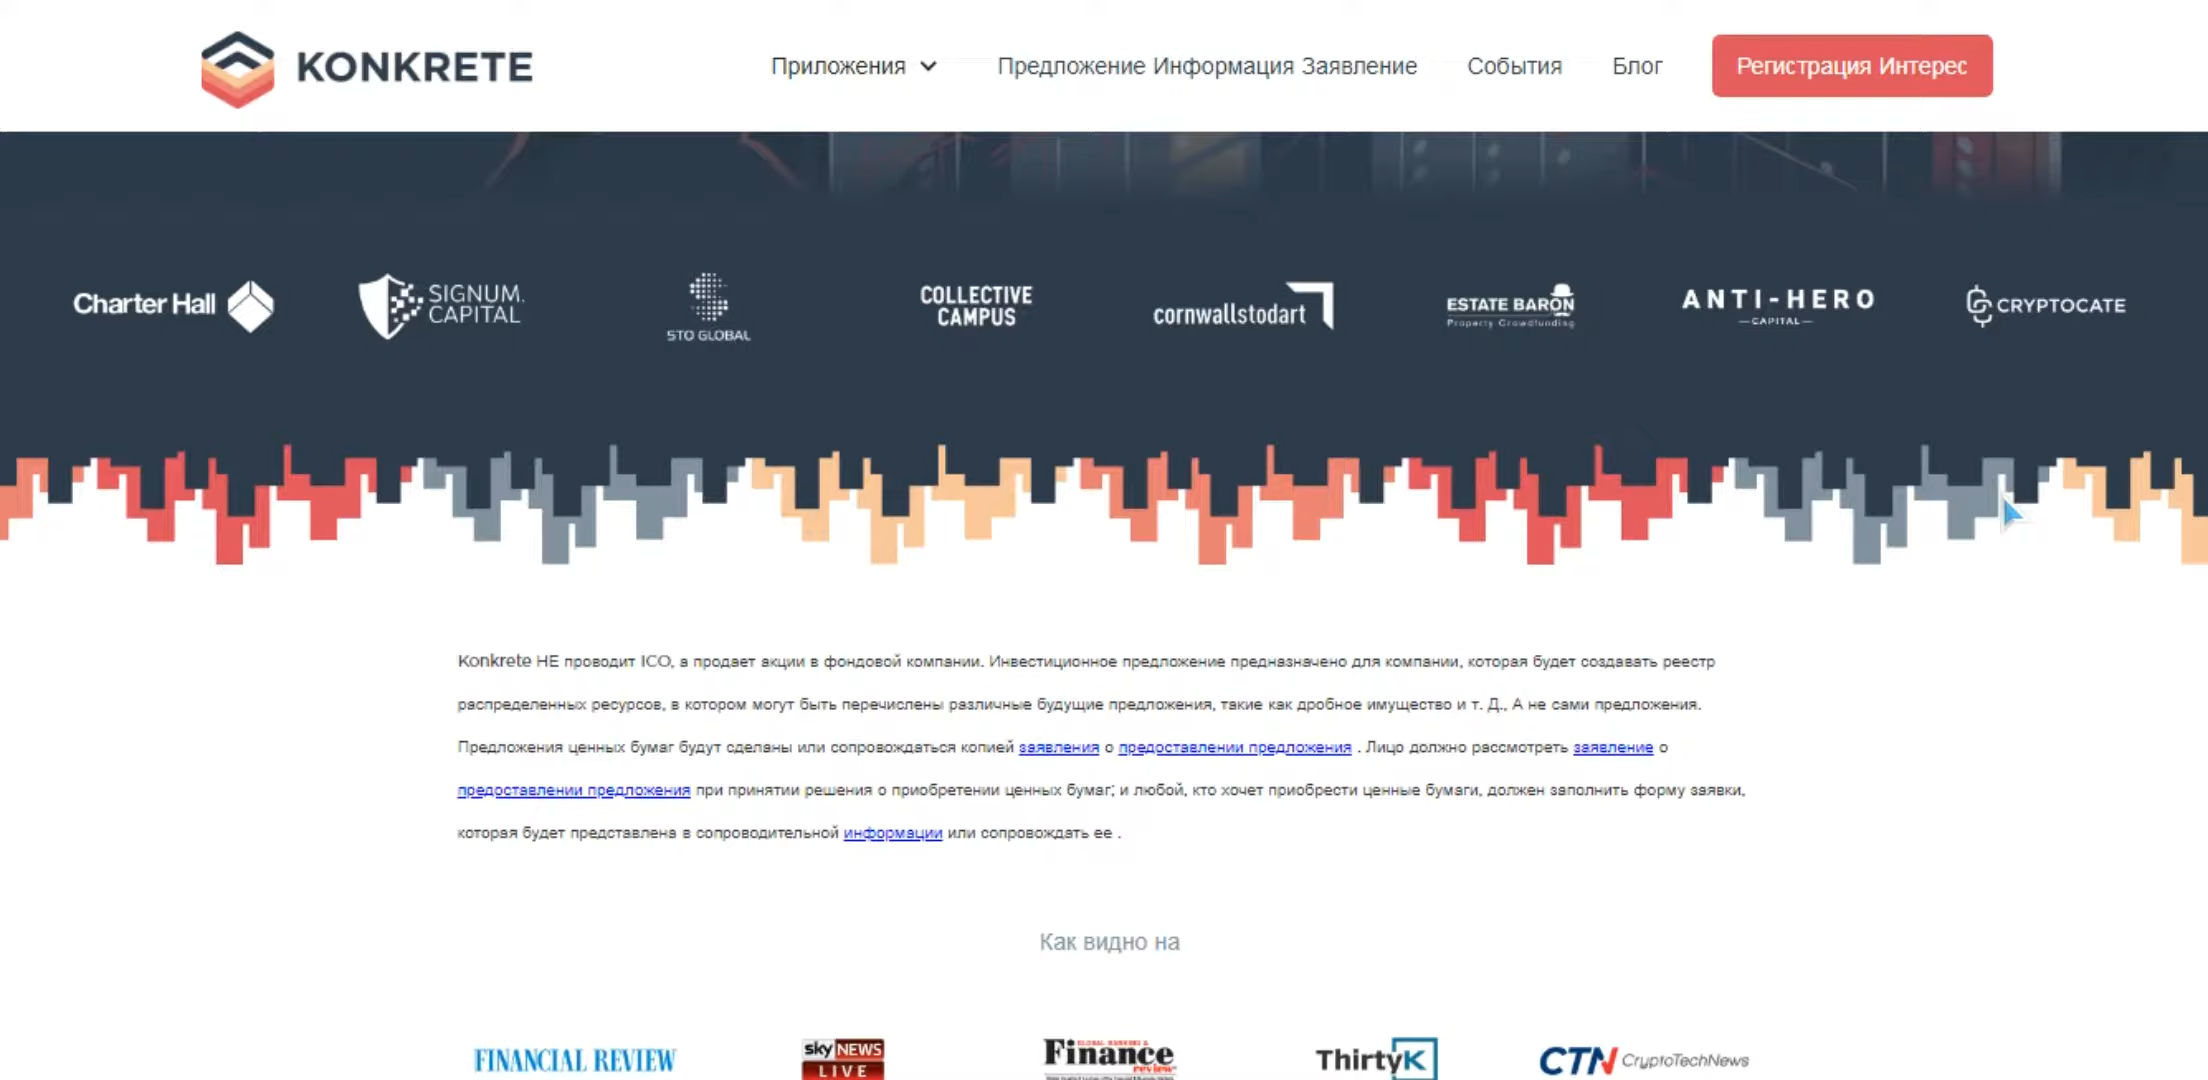 KONKRETE
Приложения
Предложение Информация Заявление
События
Блог
Регистрация Интерес
Charter Hall
SIGNUM.
CAPITAL
STO GLOBAL
COLLECTIVE
CAMPUS
cornwallstodart
ESTATE BARON
Property Crowdfunding
ANTI-HERO
—CAPITAL—
CRYPTOCATE
Konkrete НЕ проводит ICO, а продает акции в фондовой компании. Инвестиционное предложение предназначено для компании, которая будет создавать реестр
распределенных ресурсов, в котором могут быть перечислены различные будущие предложения, такие как дробное имущество и т. Д., А не сами предложения.
Предложения ценных бумаг будут сделаны или сопровождаться копией заявления о предоставлении предложения . Лицо должно рассмотреть заявление о
предоставлении предложения при принятии решения о приобретении ценных бумаг; и любой, кто хочет приобрести ценные бумаги, должен заполнить форму заявки,
которая будет представлена в сопроводительной информации или сопровождать ее .
Как видно на
FINANCIAL REVIEW
sky NEWS
LIVE
GLOBAL BANKING &
Finance
review
ThirtyK
CTN CryptoTechNews